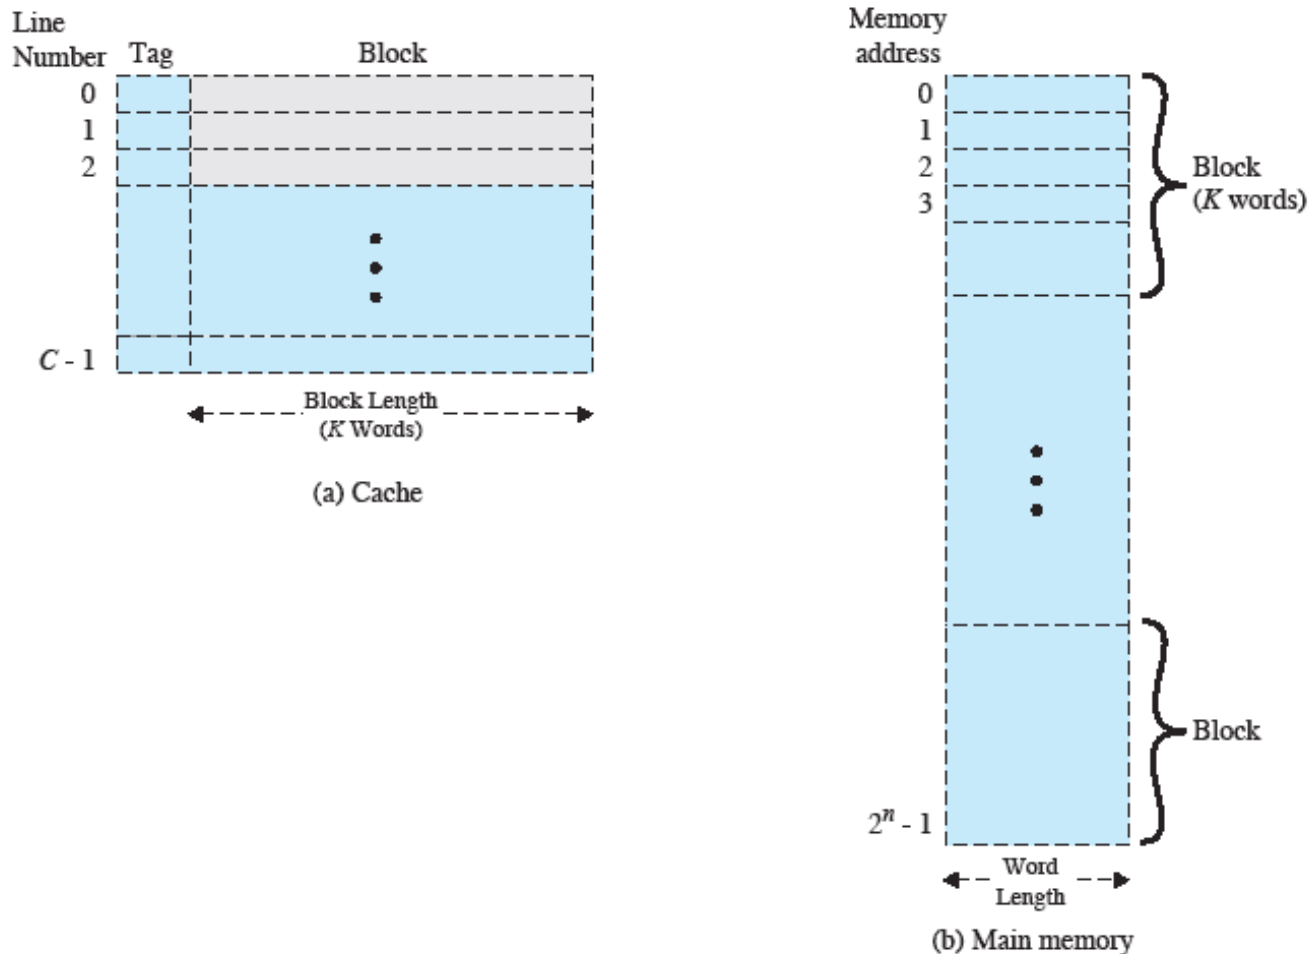 Line
Number Tag Block
0
1
2
C - 1
Block Length
(K Words)
(a) Cache
Memory
address
0
1
2
3
Block
(K words)
Block
2ⁿ - 1
Word
Length
(b) Main memory